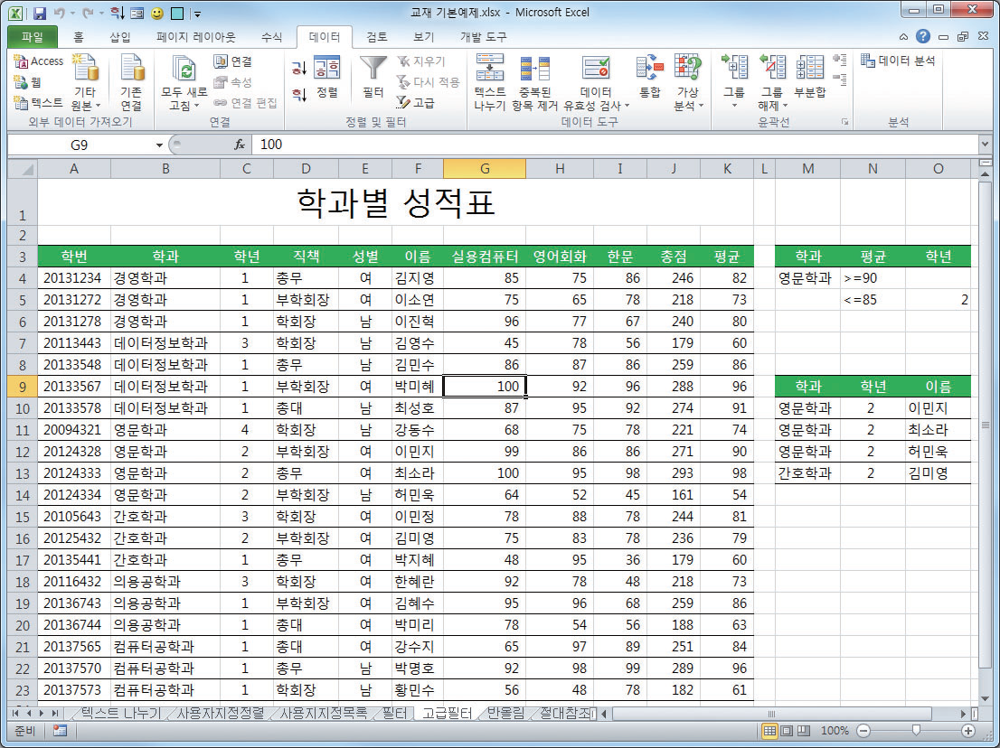 교재 기본예제.xlsx - Microsoft Excel
파일 홈 삽입 페이지 레이아웃 수식 데이터 검토 보기 개발 도구
Access 웹 텍스트 기타 원본 기존 연결 모두 새로 고침 연결 속성 연결 편집 정렬 필터 지우기 다시 적용 고급 텍스트 나누기 중복된 항목 제거 데이터 유효성 검사 통합 가상 분석 그룹 그룹 해제 부분합 데이터 분석
외부 데이터 가져오기 연결 정렬 및 필터 데이터 도구 윤곽선 분석
G9 fx 100
A B C D E F G H I J K L M N O
1 학과별 성적표
2
3 학번 학과 학년 직책 성별 이름 실용컴퓨터 영어회화 한문 총점 평균 학과 평균 학년
4 20131234 경영학과 1 총무 여 김지영 85 75 86 246 82 영문학과 >=90
5 20131272 경영학과 1 부학회장 여 이소연 75 65 78 218 73 <=85 2
6 20131278 경영학과 1 학회장 남 이진혁 96 77 67 240 80
7 20113443 데이터정보학과 3 학회장 남 김영수 45 78 56 179 60
8 20133548 데이터정보학과 1 총무 남 김민수 86 87 86 259 86
9 20133567 데이터정보학과 1 부학회장 여 박미혜 100 92 96 288 96 학과 학년 이름
10 20133578 데이터정보학과 1 총대 남 최성호 87 95 92 274 91 영문학과 2 이민지
11 20094321 영문학과 4 학회장 남 강동수 68 75 78 221 74 영문학과 2 최소라
12 20124328 영문학과 2 부학회장 여 이민지 99 86 86 271 90 영문학과 2 허민욱
13 20124333 영문학과 2 총무 여 최소라 100 95 98 293 98 간호학과 2 김미영
14 20124334 영문학과 2 부학회장 남 허민욱 64 52 45 161 54
15 20105643 간호학과 3 학회장 여 이민정 78 88 78 244 81
16 20125432 간호학과 2 부학회장 여 김미영 75 83 78 236 79
17 20135441 간호학과 1 총무 여 박지혜 48 95 36 179 60
18 20116432 의용공학과 3 학회장 여 한혜란 92 78 48 218 73
19 20136743 의용공학과 1 부학회장 여 김혜수 95 96 68 259 86
20 20136744 의용공학과 1 총대 여 박미리 78 54 56 188 63
21 20137565 컴퓨터공학과 1 총대 여 강수지 65 97 89 251 84
22 20137570 컴퓨터공학과 1 총무 남 박명호 92 98 99 289 96
23 20137573 컴퓨터공학과 1 학회장 남 황민수 56 48 78 182 61
텍스트 나누기 사용자지정정렬 사용지지정목록 필터 고급필터 반올림 절대참조
준비 100%